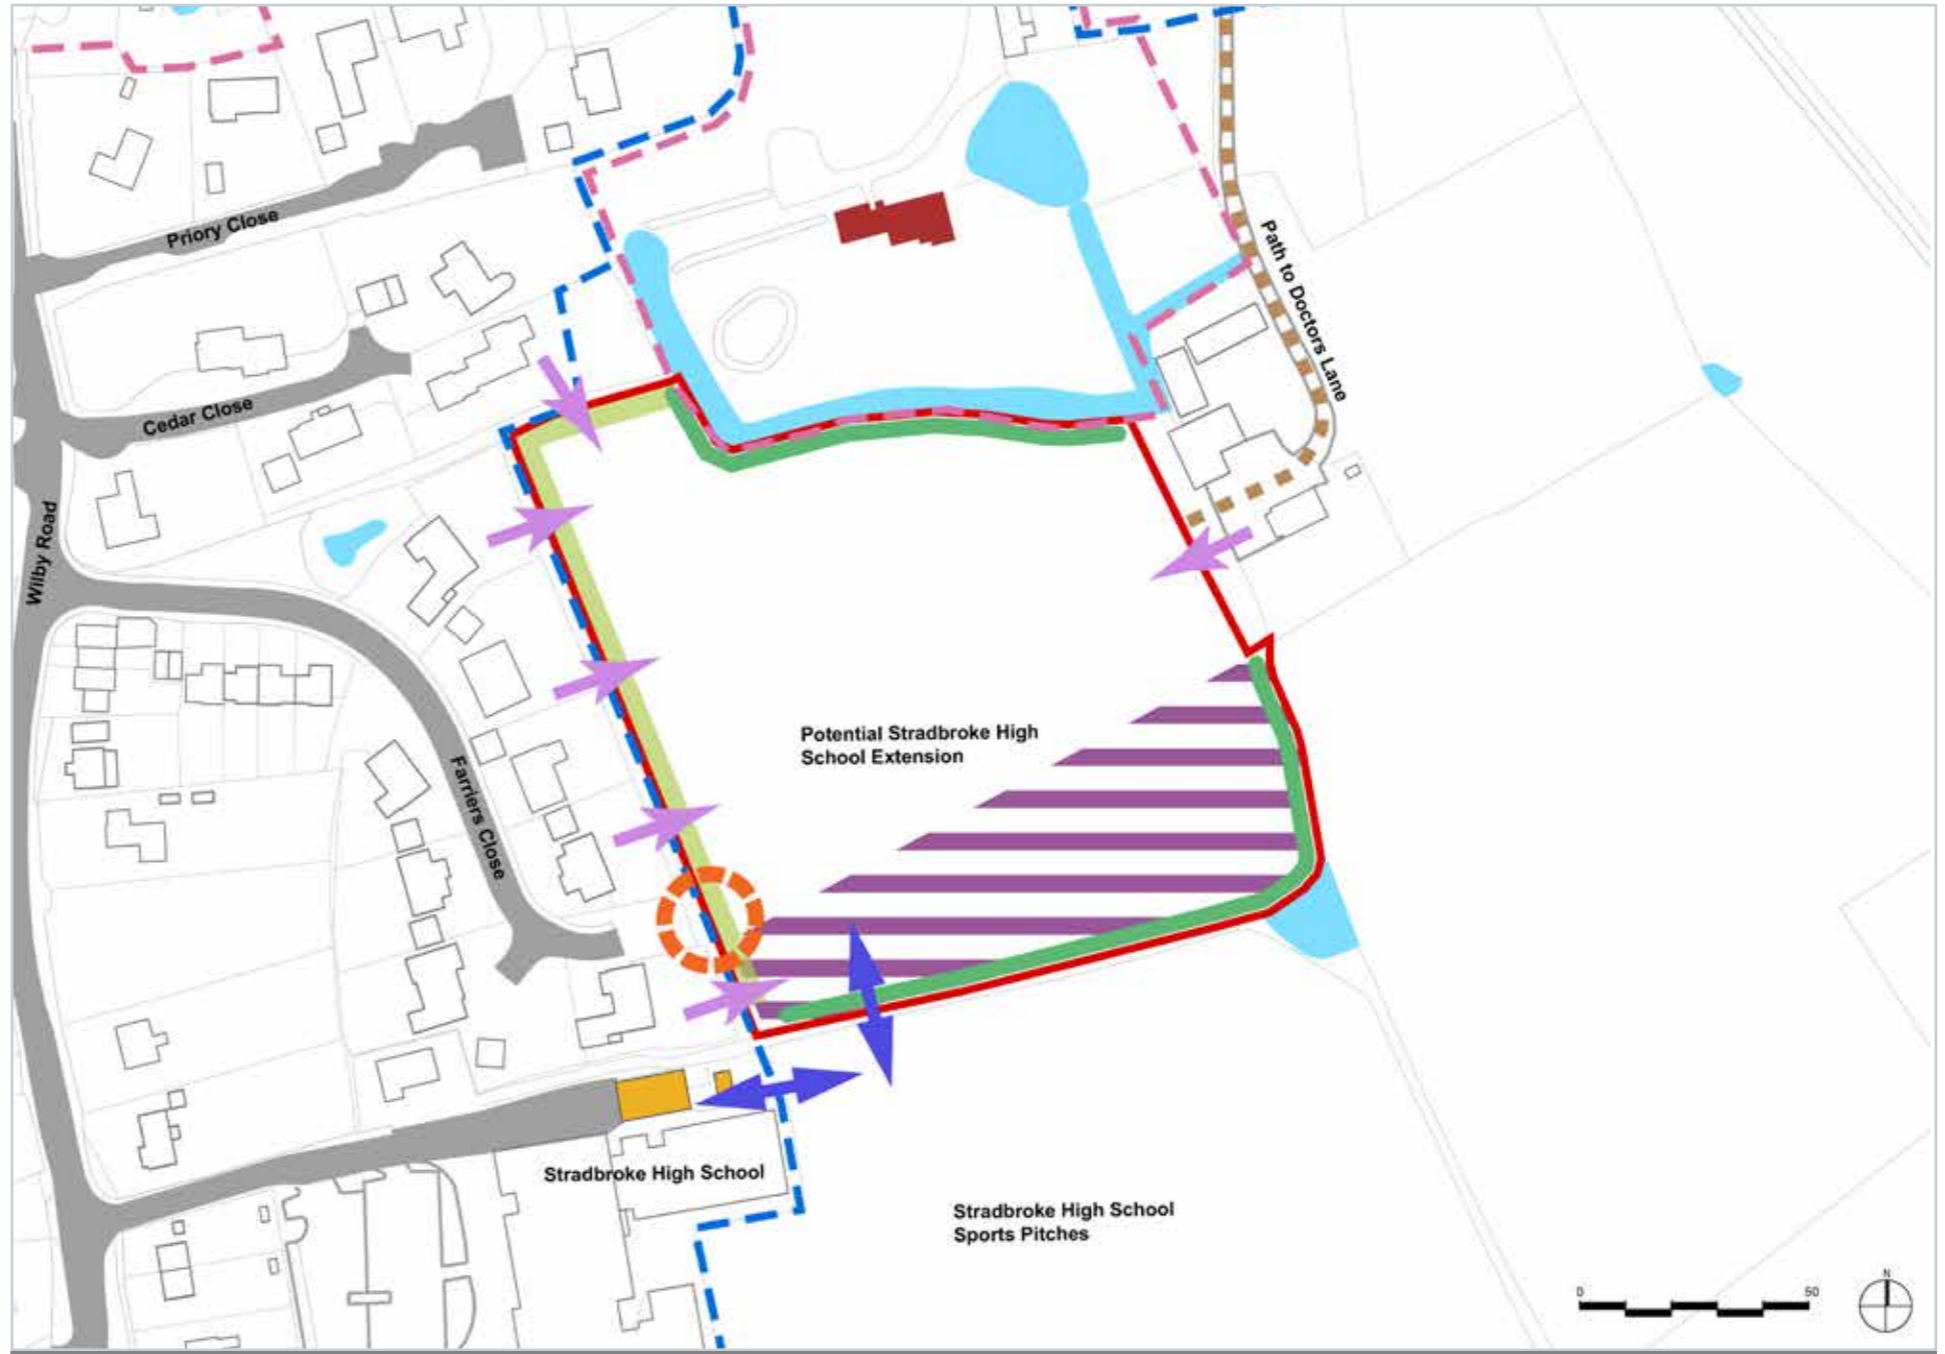 Priory Close
Path to Doctors Lane
Cedar Close
Wilby Road
Potential Stradbroke High
School Extension
Farriers Close
Stradbroke High School
Stradbroke High School
Sports Pitches
0
50
N